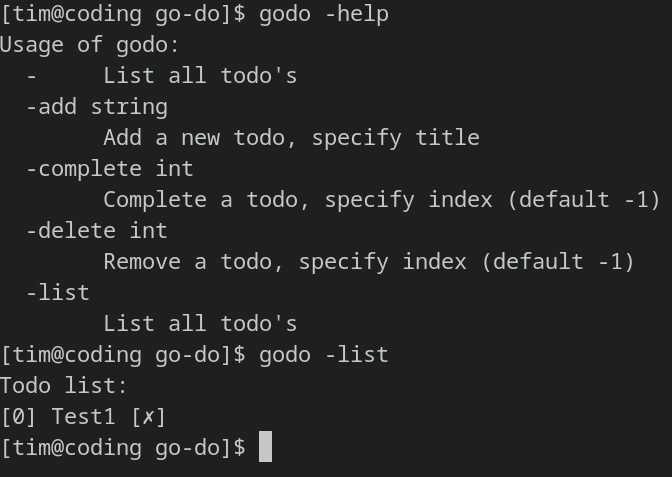 [tim@coding go-do]$ godo -help
Usage of godo:
  -     List all todo's
  -add string
        Add a new todo, specify title
  -complete int
        Complete a todo, specify index (default -1)
  -delete int
        Remove a todo, specify index (default -1)
  -list
        List all todo's
[tim@coding go-do]$ godo -list
Todo list:
[0] Test1 [✗]
[tim@coding go-do]$